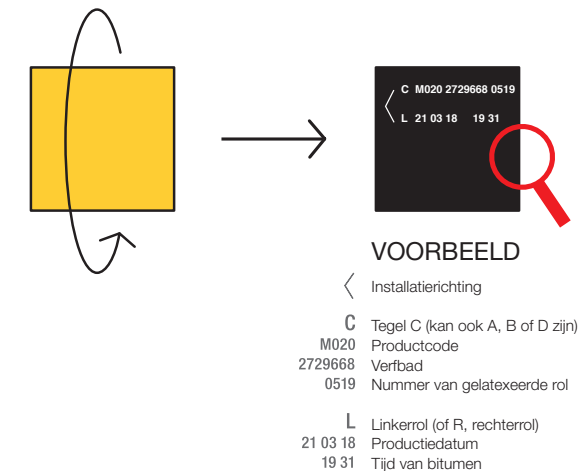 C M020 2729668 0519
L 21 03 18 19 31
VOORBEELD
Installatierichting
C Tegel C (kan ook A, B of D zijn)
M020 Productcode
2729668 Verfbad
0519 Nummer van gelatexeerde rol
L Linkerrol (of R, rechterrol)
21 03 18 Productiedatum
19 31 Tijd van bitumen